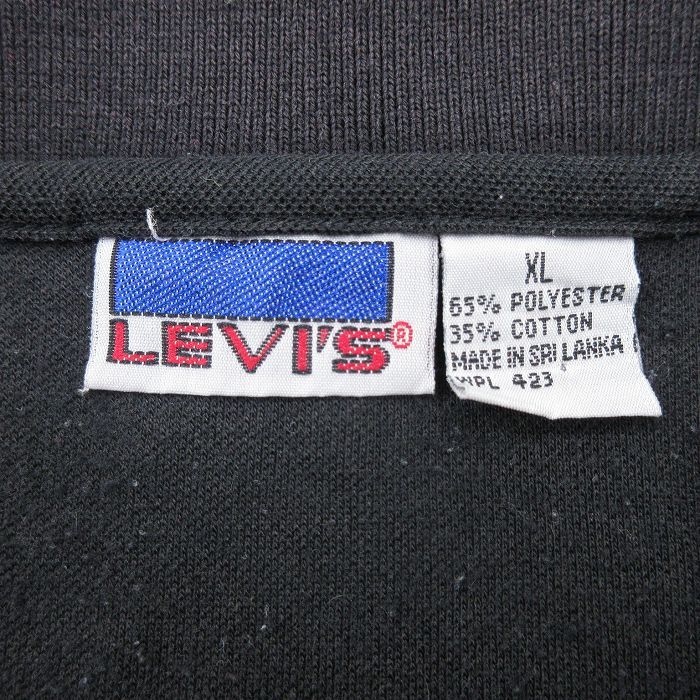 LEVI'S®
XL
65% POLYESTER
35% COTTON
MADE IN SRI LANKA
WPL 423